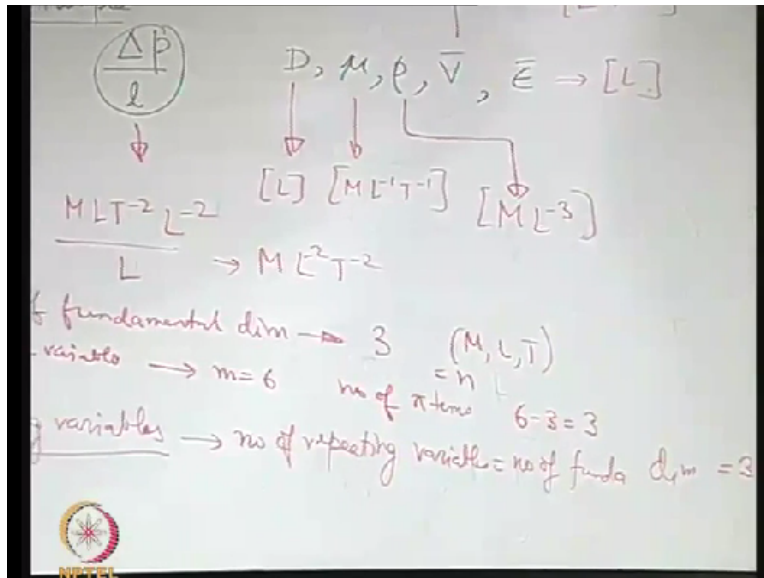 Δp
l
D, μ, ρ, V̄, ε̄ → [L]
[L] [ML⁻¹T⁻¹] [ML⁻³]
MLT⁻² L⁻²
L → ML⁻²T⁻²
f fundamental dim → 3 (M, L, T)
= n
variable → m=6 no of π terms 6-3=3
g variables → no of repeating variable = no of funda dim = 3
NPTEL